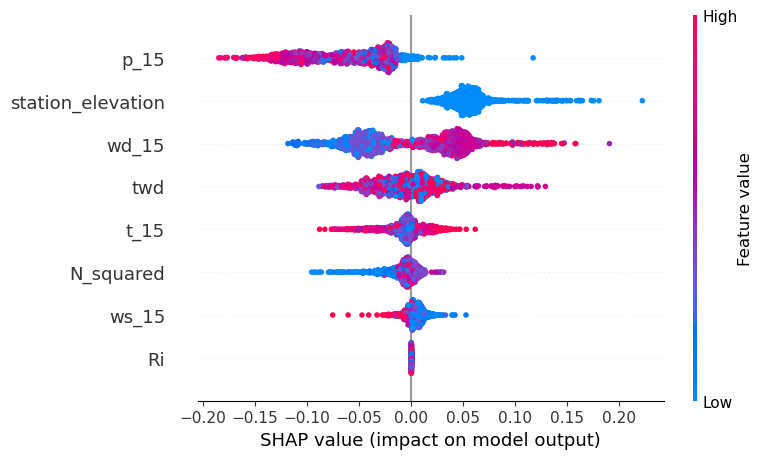 High
p_15
station_elevation
wd_15
twd
t_15
N_squared
ws_15
Ri
Low
Feature value
−0.20 −0.15 −0.10 −0.05 0.00 0.05 0.10 0.15 0.20
SHAP value (impact on model output)